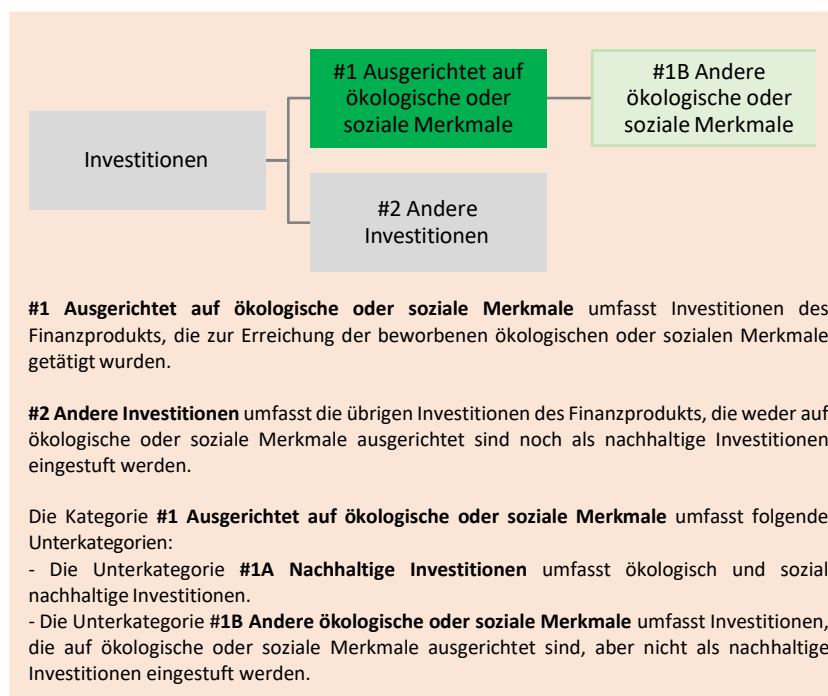 #1 Ausgerichtet auf
ökologische oder
soziale Merkmale
#1B Andere
ökologische oder
soziale Merkmale
Investitionen
#2 Andere
Investitionen
#1 Ausgerichtet auf ökologische oder soziale Merkmale umfasst Investitionen des
Finanzprodukts, die zur Erreichung der beworbenen ökologischen oder sozialen Merkmale
getätigt wurden.
#2 Andere Investitionen umfasst die übrigen Investitionen des Finanzprodukts, die weder auf
ökologische oder soziale Merkmale ausgerichtet sind noch als nachhaltige Investitionen
eingestuft werden.
Die Kategorie #1 Ausgerichtet auf ökologische oder soziale Merkmale umfasst folgende
Unterkategorien:
- Die Unterkategorie #1A Nachhaltige Investitionen umfasst ökologisch und sozial
nachhaltige Investitionen.
- Die Unterkategorie #1B Andere ökologische oder soziale Merkmale umfasst Investitionen,
die auf ökologische oder soziale Merkmale ausgerichtet sind, aber nicht als nachhaltige
Investitionen eingestuft werden.